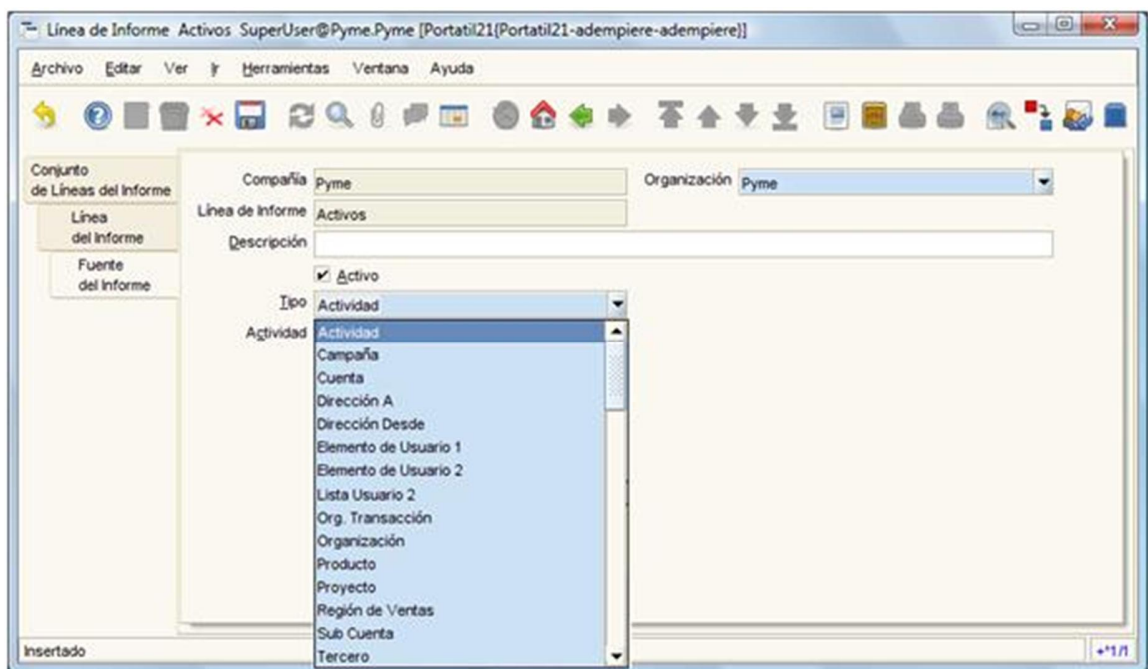 Línea de Informe Activos SuperUser@Pyme.Pyme [Portatil21{Portatil21-adempiere-adempiere}]
Archivo Editar Ver Ir Herramientas Ventana Ayuda
Conjunto
de Líneas del Informe
Línea
del Informe
Fuente
del Informe
Compañía Pyme Organización Pyme
Línea de Informe Activos
Descripción
Activo
Tipo Actividad
Actividad Actividad
Campaña
Cuenta
Dirección A
Dirección Desde
Elemento de Usuario 1
Elemento de Usuario 2
Lista Usuario 2
Org. Transacción
Organización
Producto
Proyecto
Región de Ventas
Sub Cuenta
Tercero
Insertado +*1/1